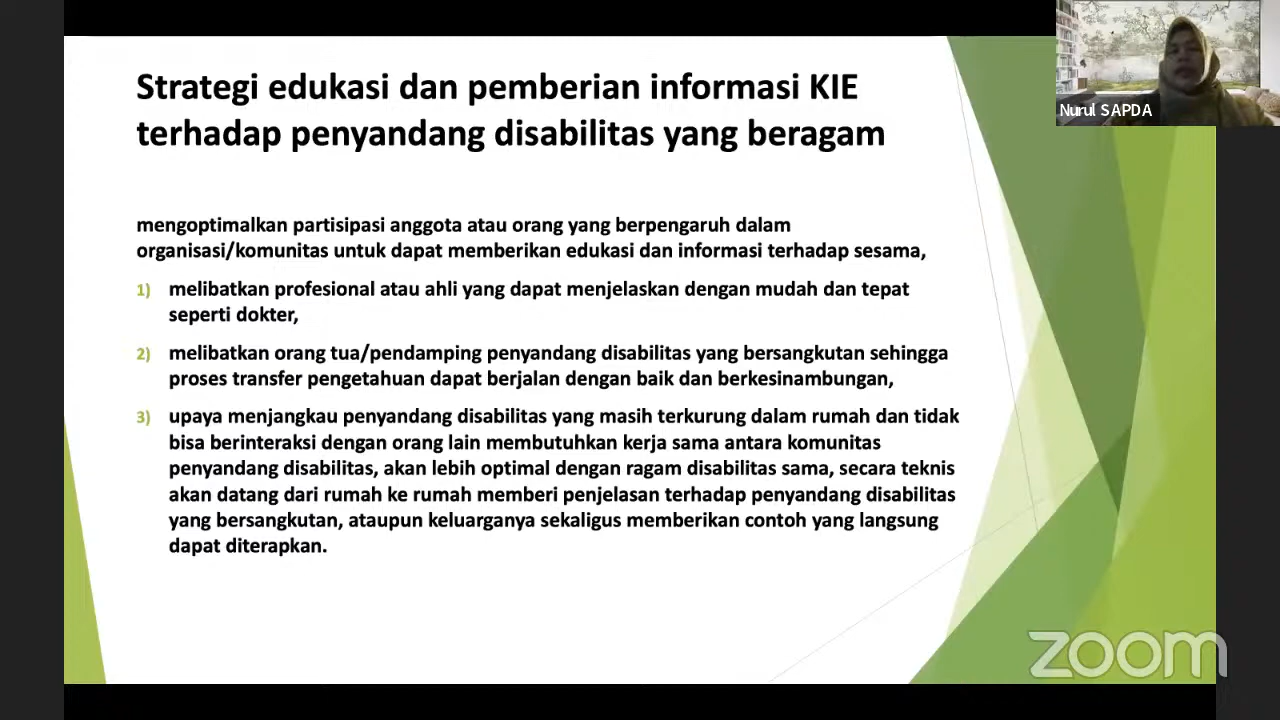 Strategi edukasi dan pemberian informasi KIE
terhadap penyandang disabilitas yang beragam
Nurul SAPDA
mengoptimalkan partisipasi anggota atau orang yang berpengaruh dalam
organisasi/komunitas untuk dapat memberikan edukasi dan informasi terhadap sesama,
1) melibatkan profesional atau ahli yang dapat menjelaskan dengan mudah dan tepat
seperti dokter,
2) melibatkan orang tua/pendamping penyandang disabilitas yang bersangkutan sehingga
proses transfer pengetahuan dapat berjalan dengan baik dan berkesinambungan,
3) upaya menjangkau penyandang disabilitas yang masih terkurung dalam rumah dan tidak
bisa berinteraksi dengan orang lain membutuhkan kerja sama antara komunitas
penyandang disabilitas, akan lebih optimal dengan ragam disabilitas sama, secara teknis
akan datang dari rumah ke rumah memberi penjelasan terhadap penyandang disabilitas
yang bersangkutan, ataupun keluarganya sekaligus memberikan contoh yang langsung
dapat diterapkan.
zoom